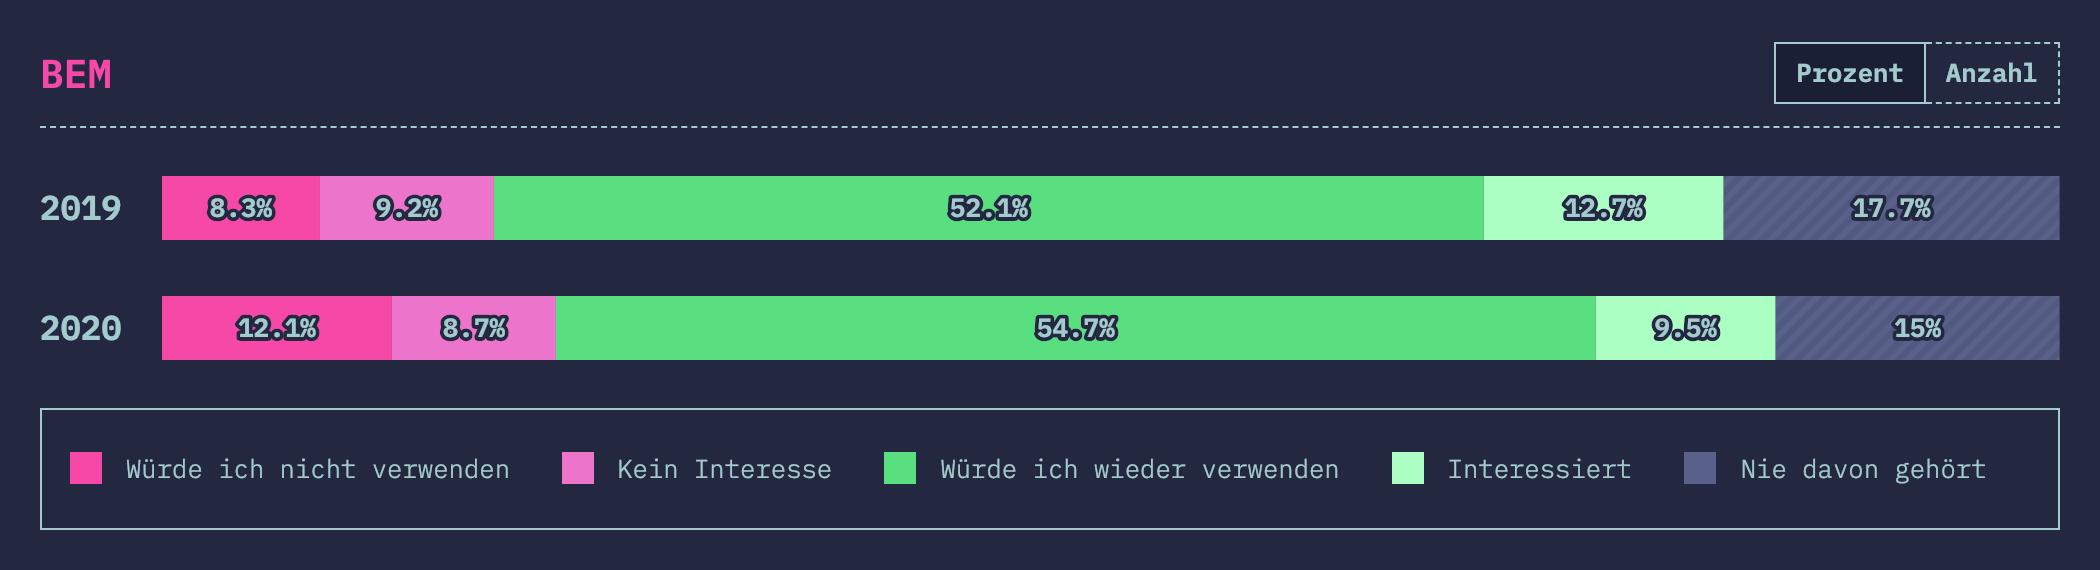 BEM
Prozent Anzahl
2019 8.3% 9.2% 52.1% 12.7% 17.7%
2020 12.1% 8.7% 54.7% 9.5% 15%
Würde ich nicht verwenden Kein Interesse Würde ich wieder verwenden Interessiert Nie davon gehört